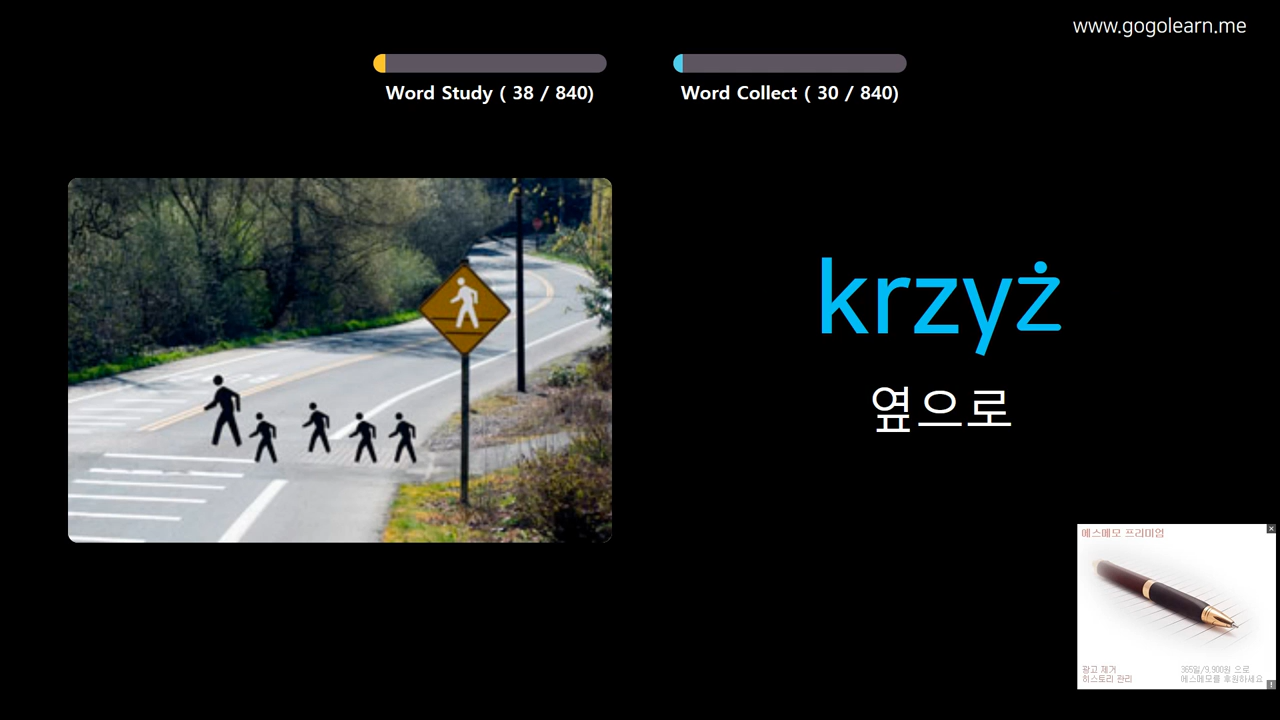 www.gogolearn.me
Word Study ( 38 / 840)
Word Collect ( 30 / 840)
krzyż
옆으로
에스메모 프리미엄
광고 제거
히스토리 관리
365일/9,900원 으로
에스메모를 후원하세요